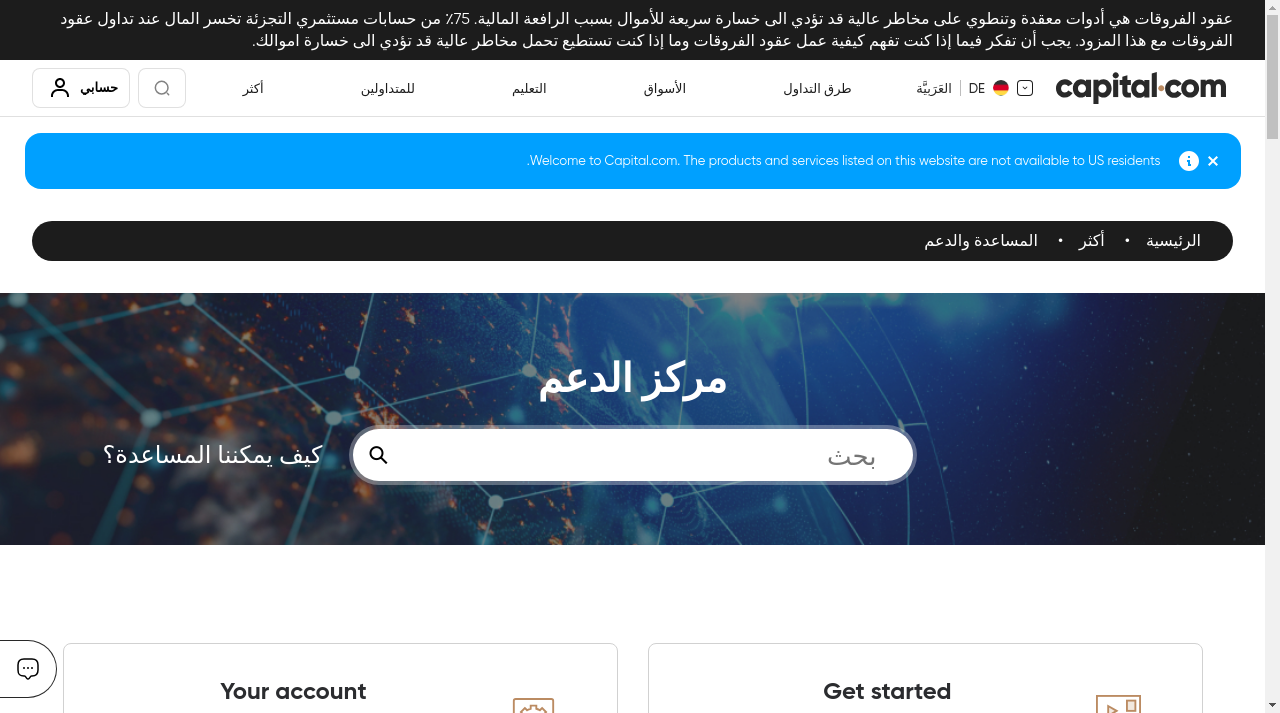 عقود الفروقات هي أدوات معقدة وتنطوي على مخاطر عالية قد تؤدي الى خسارة سريعة للأموال بسبب الرافعة المالية. 75٪ من حسابات مستثمري التجزئة تخسر المال عند تداول عقود
الفروقات مع هذا المزود. يجب أن تفكر فيما إذا كنت تفهم كيفية عمل عقود الفروقات وما إذا كنت تستطيع تحمل مخاطر عالية قد تؤدي الى خسارة اموالك.
capital.com
DE
العَرَبيَّة
طرق التداول
الأسواق
التعليم
للمتداولين
أكثر
حسابي
Welcome to Capital.com. The products and services listed on this website are not available to US residents.
الرئيسية • أكثر • المساعدة والدعم
مركز الدعم
بحث
كيف يمكننا المساعدة؟
Get started
Your account